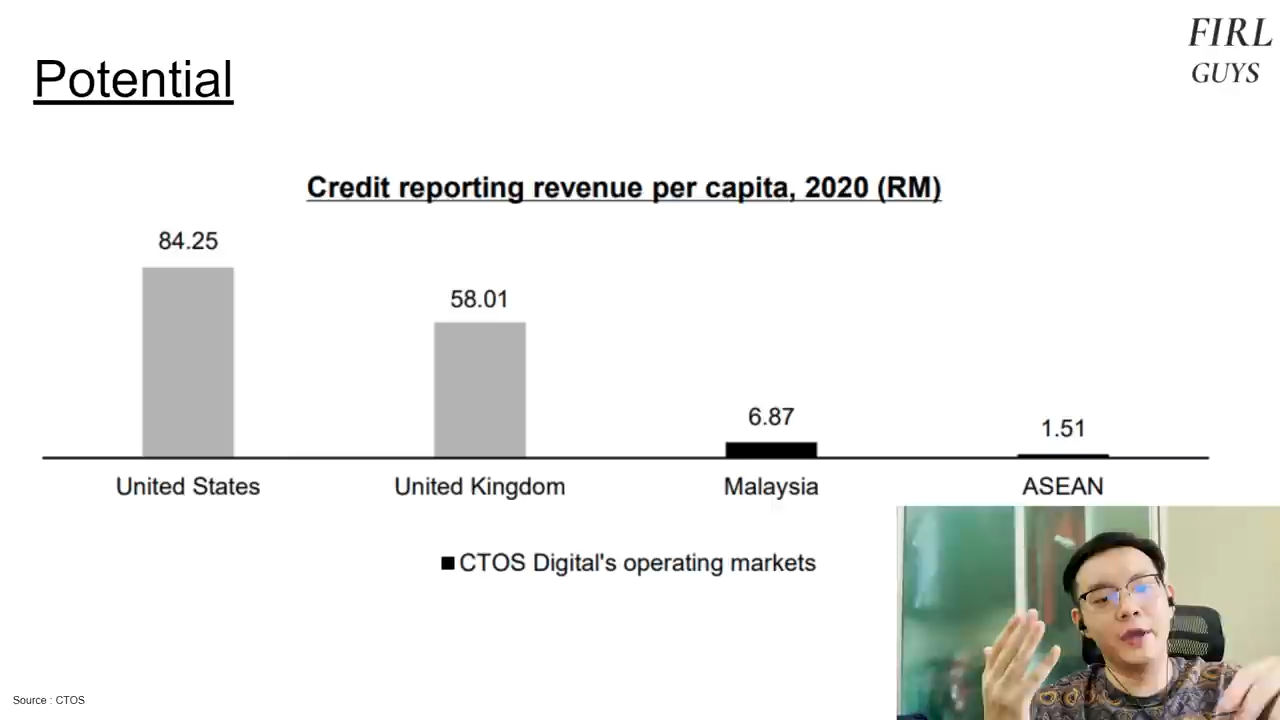 FIRL
GUYS
Potential
Credit reporting revenue per capita, 2020 (RM)
84.25
58.01
6.87
1.51
United States
United Kingdom
Malaysia
ASEAN
CTOS Digital's operating markets
Source : CTOS